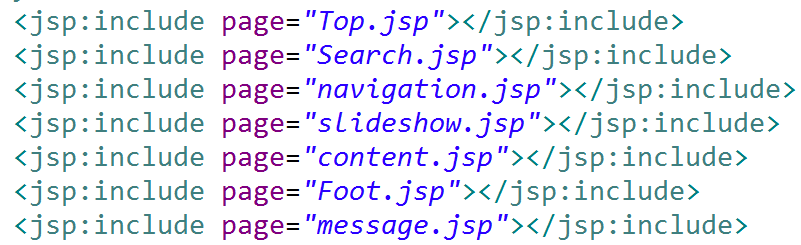 <jsp:include page="Top.jsp"></jsp:include>
<jsp:include page="Search.jsp"></jsp:include>
<jsp:include page="navigation.jsp"></jsp:include>
<jsp:include page="slideshow.jsp"></jsp:include>
<jsp:include page="content.jsp"></jsp:include>
<jsp:include page="Foot.jsp"></jsp:include>
<jsp:include page="message.jsp"></jsp:include>